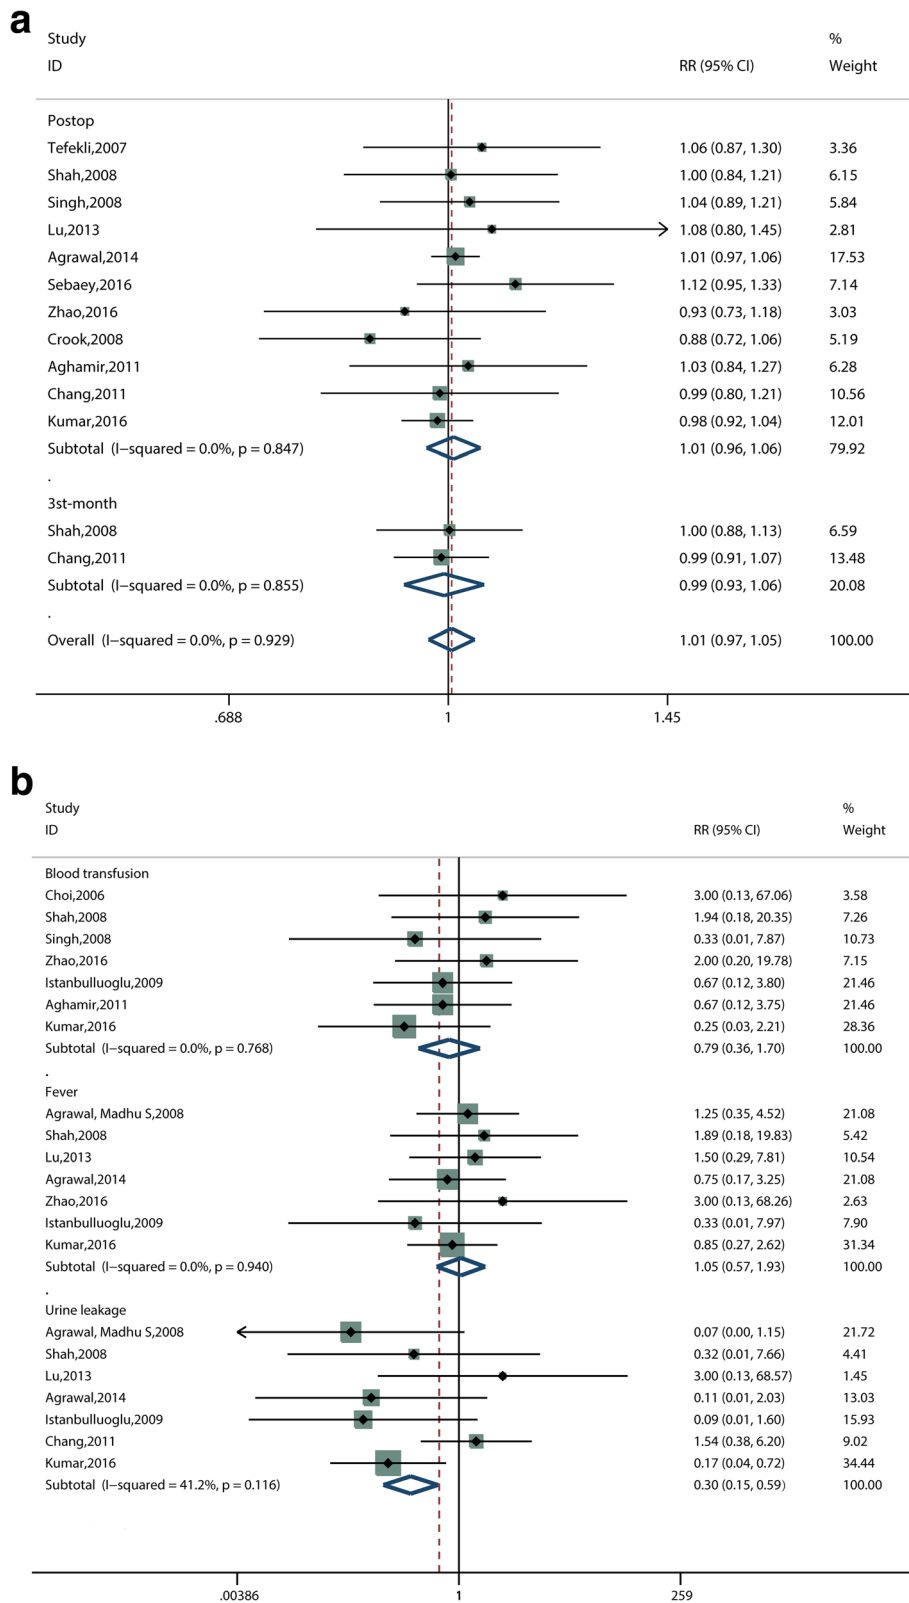 a
Study %
ID RR (95% CI) Weight
Postop
Tefekli,2007 1.06 (0.87, 1.30) 3.36
Shah,2008 1.00 (0.84, 1.21) 6.15
Singh,2008 1.04 (0.89, 1.21) 5.84
Lu,2013 1.08 (0.80, 1.45) 2.81
Agrawal,2014 1.01 (0.97, 1.06) 17.53
Sebaey,2016 1.12 (0.95, 1.33) 7.14
Zhao,2016 0.93 (0.73, 1.18) 3.03
Crook,2008 0.88 (0.72, 1.06) 5.19
Aghamir,2011 1.03 (0.84, 1.27) 6.28
Chang,2011 0.99 (0.80, 1.21) 10.56
Kumar,2016 0.98 (0.92, 1.04) 12.01
Subtotal (I−squared = 0.0%, p = 0.847) 1.01 (0.96, 1.06) 79.92
.
3st-month
Shah,2008 1.00 (0.88, 1.13) 6.59
Chang,2011 0.99 (0.91, 1.07) 13.48
Subtotal (I−squared = 0.0%, p = 0.855) 0.99 (0.93, 1.06) 20.08
.
Overall (I−squared = 0.0%, p = 0.929) 1.01 (0.97, 1.05) 100.00
.688 1 1.45
b
Study %
ID RR (95% CI) Weight
Blood transfusion
Choi,2006 3.00 (0.13, 67.06) 3.58
Shah,2008 1.94 (0.18, 20.35) 7.26
Singh,2008 0.33 (0.01, 7.87) 10.73
Zhao,2016 2.00 (0.20, 19.78) 7.15
Istanbulluoglu,2009 0.67 (0.12, 3.80) 21.46
Aghamir,2011 0.67 (0.12, 3.75) 21.46
Kumar,2016 0.25 (0.03, 2.21) 28.36
Subtotal (I−squared = 0.0%, p = 0.768) 0.79 (0.36, 1.70) 100.00
.
Fever
Agrawal, Madhu S,2008 1.25 (0.35, 4.52) 21.08
Shah,2008 1.89 (0.18, 19.83) 5.42
Lu,2013 1.50 (0.29, 7.81) 10.54
Agrawal,2014 0.75 (0.17, 3.25) 21.08
Zhao,2016 3.00 (0.13, 68.26) 2.63
Istanbulluoglu,2009 0.33 (0.01, 7.97) 7.90
Kumar,2016 0.85 (0.27, 2.62) 31.34
Subtotal (I−squared = 0.0%, p = 0.940) 1.05 (0.57, 1.93) 100.00
.
Urine leakage
Agrawal, Madhu S,2008 0.07 (0.00, 1.15) 21.72
Shah,2008 0.32 (0.01, 7.66) 4.41
Lu,2013 3.00 (0.13, 68.57) 1.45
Agrawal,2014 0.11 (0.01, 2.03) 13.03
Istanbulluoglu,2009 0.09 (0.01, 1.60) 15.93
Chang,2011 1.54 (0.38, 6.20) 9.02
Kumar,2016 0.17 (0.04, 0.72) 34.44
Subtotal (I−squared = 41.2%, p = 0.116) 0.30 (0.15, 0.59) 100.00
.00386 1 259